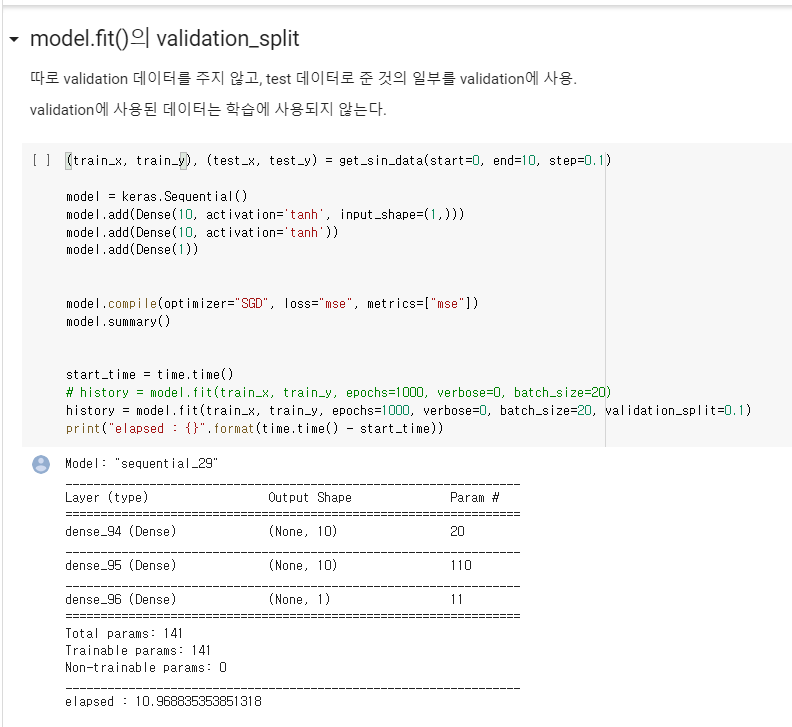 model.fit()의 validation_split
따로 validation 데이터를 주지 않고, test 데이터로 준 것의 일부를 validation에 사용.
validation에 사용된 데이터는 학습에 사용되지 않는다.
[ ] (train_x, train_y), (test_x, test_y) = get_sin_data(start=0, end=10, step=0.1)
model = keras.Sequential()
model.add(Dense(10, activation='tanh', input_shape=(1,)))
model.add(Dense(10, activation='tanh'))
model.add(Dense(1))
model.compile(optimizer="SGD", loss="mse", metrics=["mse"])
model.summary()
start_time = time.time()
# history = model.fit(train_x, train_y, epochs=1000, verbose=0, batch_size=20)
history = model.fit(train_x, train_y, epochs=1000, verbose=0, batch_size=20, validation_split=0.1)
print("elapsed : {}".format(time.time() - start_time))
Model: "sequential_29"
_________________________________________________________________
Layer (type) Output Shape Param #
=================================================================
dense_94 (Dense) (None, 10) 20
_________________________________________________________________
dense_95 (Dense) (None, 10) 110
_________________________________________________________________
dense_96 (Dense) (None, 1) 11
=================================================================
Total params: 141
Trainable params: 141
Non-trainable params: 0
_________________________________________________________________
elapsed : 10.968835353851318